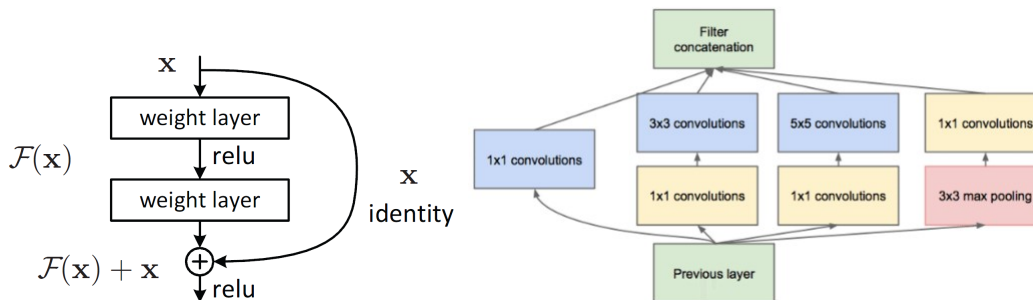 x
weight layer
F(x)
relu
weight layer
x
identity
F(x) + x
relu
Filter
concatenation
3x3 convolutions
5x5 convolutions
1x1 convolutions
1x1 convolutions
1x1 convolutions
1x1 convolutions
3x3 max pooling
Previous layer